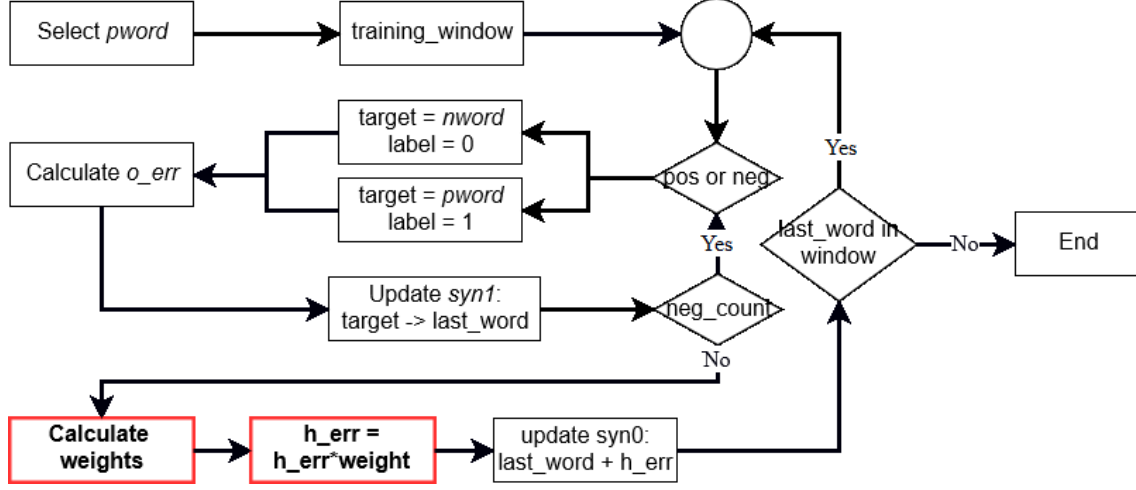 Select pword
training_window
target = nword
label = 0
Calculate o_err
target = pword
label = 1
pos or neg
Yes
last_word in
window
No
End
Yes
Update syn1:
target -> last_word
neg_count
No
Calculate
weights
h_err =
h_err*weight
update syn0:
last_word + h_err